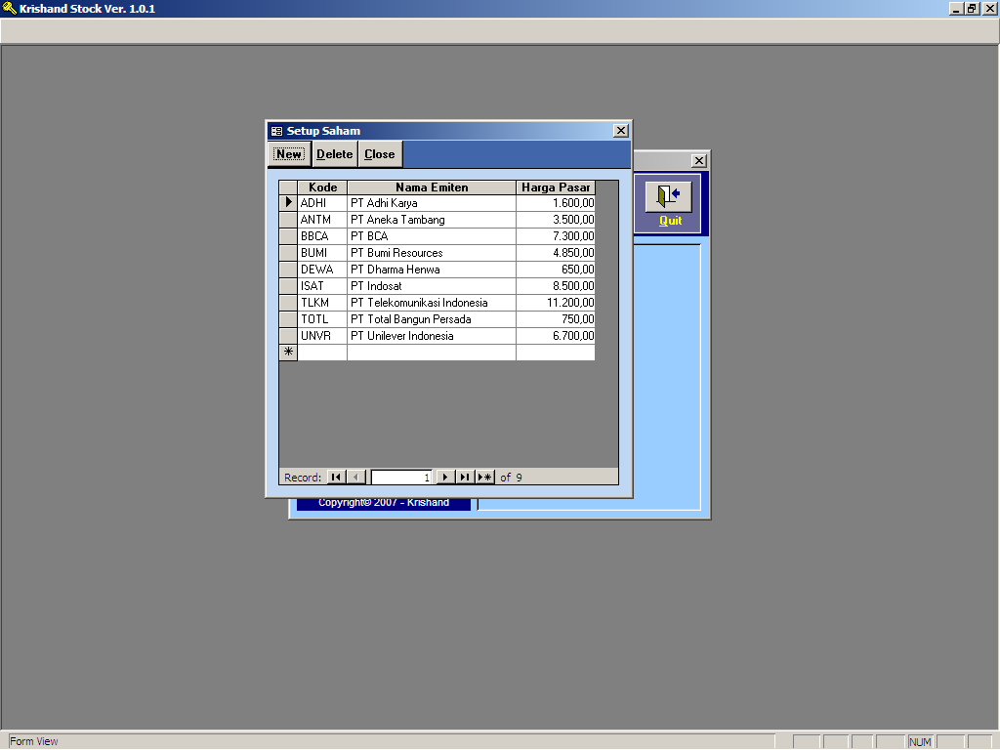 Krishand Stock Ver. 1.0.1
Setup Saham
New Delete Close
Quit
Kode Nama Emiten Harga Pasar
ADHI PT Adhi Karya 1.600,00
ANTM PT Aneka Tambang 3.500,00
BBCA PT BCA 7.300,00
BUMI PT Bumi Resources 4.850,00
DEWA PT Dharma Henwa 650,00
ISAT PT Indosat 8.500,00
TLKM PT Telekomunikasi Indonesia 11.200,00
TOTL PT Total Bangun Persada 750,00
UNVR PT Unilever Indonesia 6.700,00
Record: 1 of 9
Copyright© 2007 - Krishand
Form View NUM